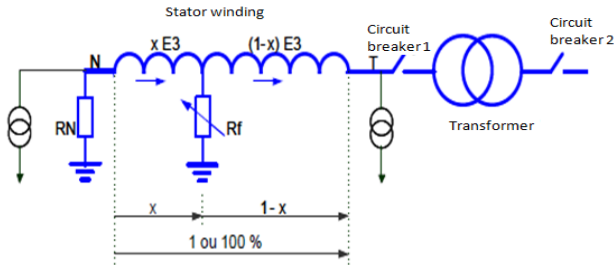 Stator winding
Circuit
breaker 1
Circuit
breaker 2
N
x E3
(1-x) E3
T
RN
Rf
Transformer
x
1- x
1 ou 100 %